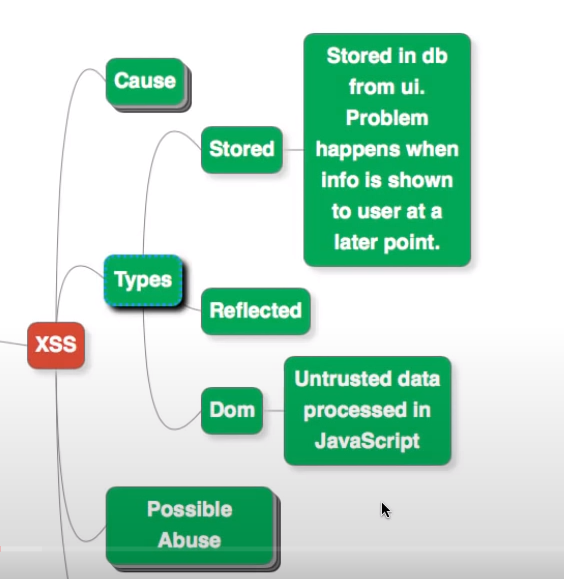 Cause
Stored
Stored in db
from ui.
Problem
happens when
info is shown
to user at a
later point.
Types
Reflected
XSS
Dom
Untrusted data
processed in
JavaScript
Possible
Abuse